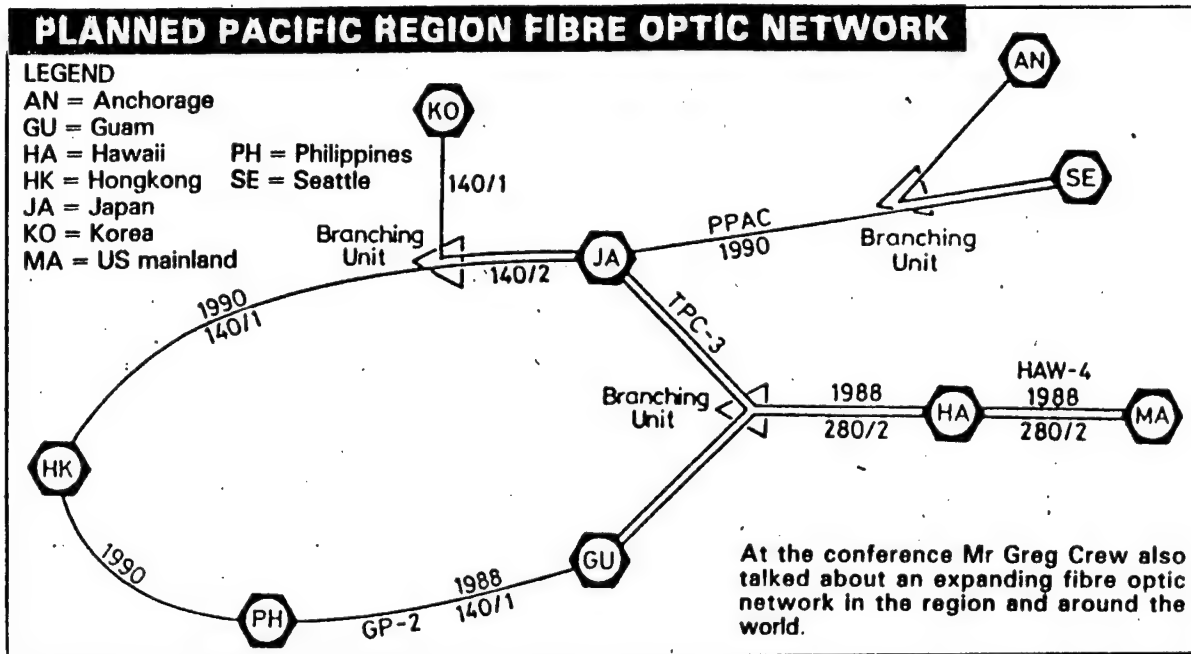 PLANNED PACIFIC REGION FIBRE OPTIC NETWORK
LEGEND
AN = Anchorage
GU = Guam
HA = Hawaii
HK = Hongkong
JA = Japan
KO = Korea
MA = US mainland
PH = Philippines
SE = Seattle
AN
KO
SE
140/1
PPAC
1990
Branching
Unit
Branching
Unit
JA
140/2
1990
140/1
TPC-3
Branching
Unit
1988
280/2
HA
HAW-4
1988
280/2
MA
HK
GU
1990
PH
GP-2
1988
140/1
At the conference Mr Greg Crew also
talked about an expanding fibre optic
network in the region and around the
world.